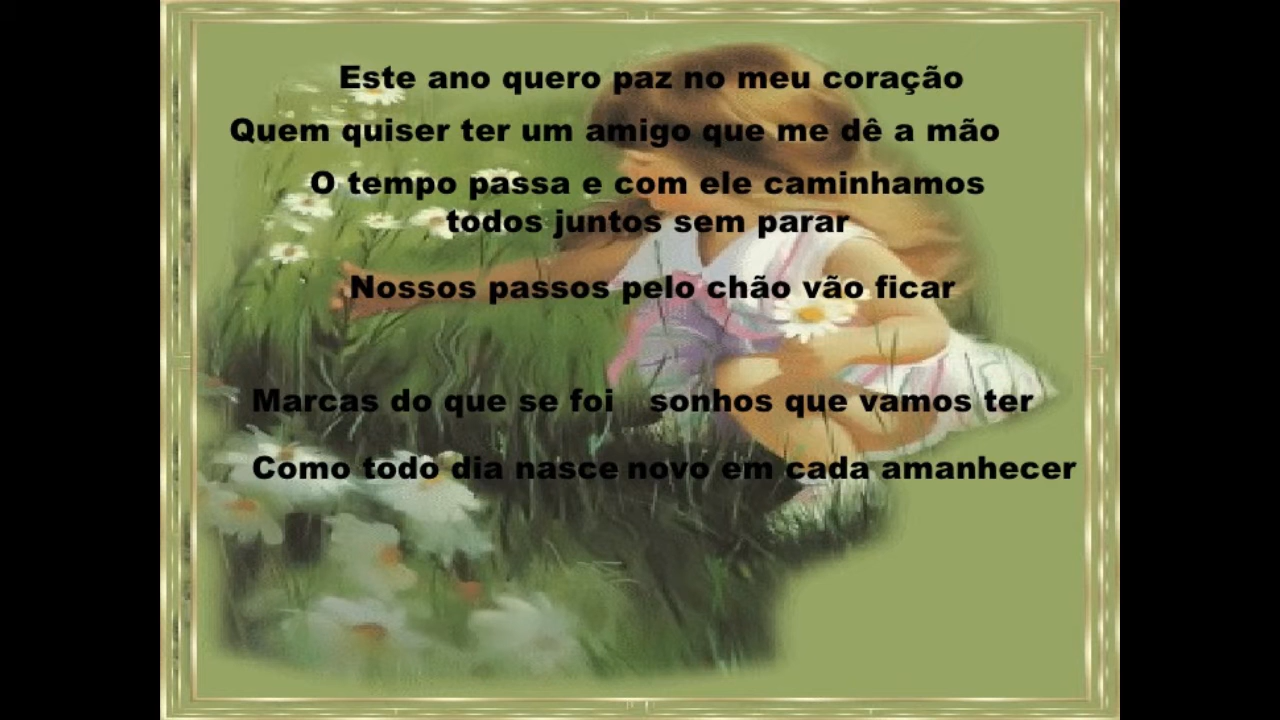 Este ano quero paz no meu coração
Quem quiser ter um amigo que me dê a mão
O tempo passa e com ele caminhamos
todos juntos sem parar
Nossos passos pelo chão vão ficar
Marcas do que se foi sonhos que vamos ter
Como todo dia nasce novo em cada amanhecer